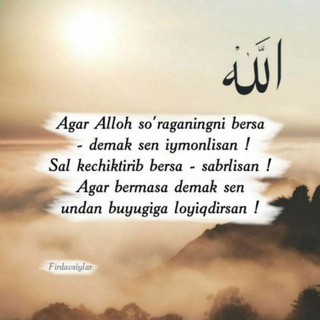 الله
Agar Alloh so'raganingni bersa
- demak sen iymonlisan !
Sal kechiktirib bersa - sabrlisan !
Agar bermasa demak sen
undan buyugiga loyiqdirsan !
Firdavsiylar